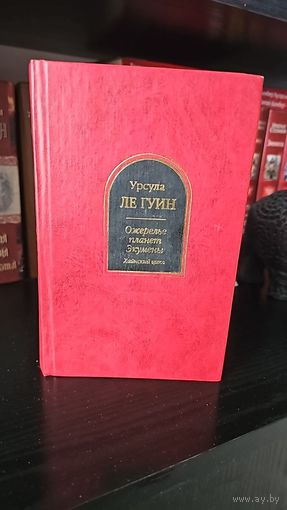 Урсула
ЛЕ ГУИН
Ожерелье
планет
Экумены
Хайнский цикл
www.ay.by